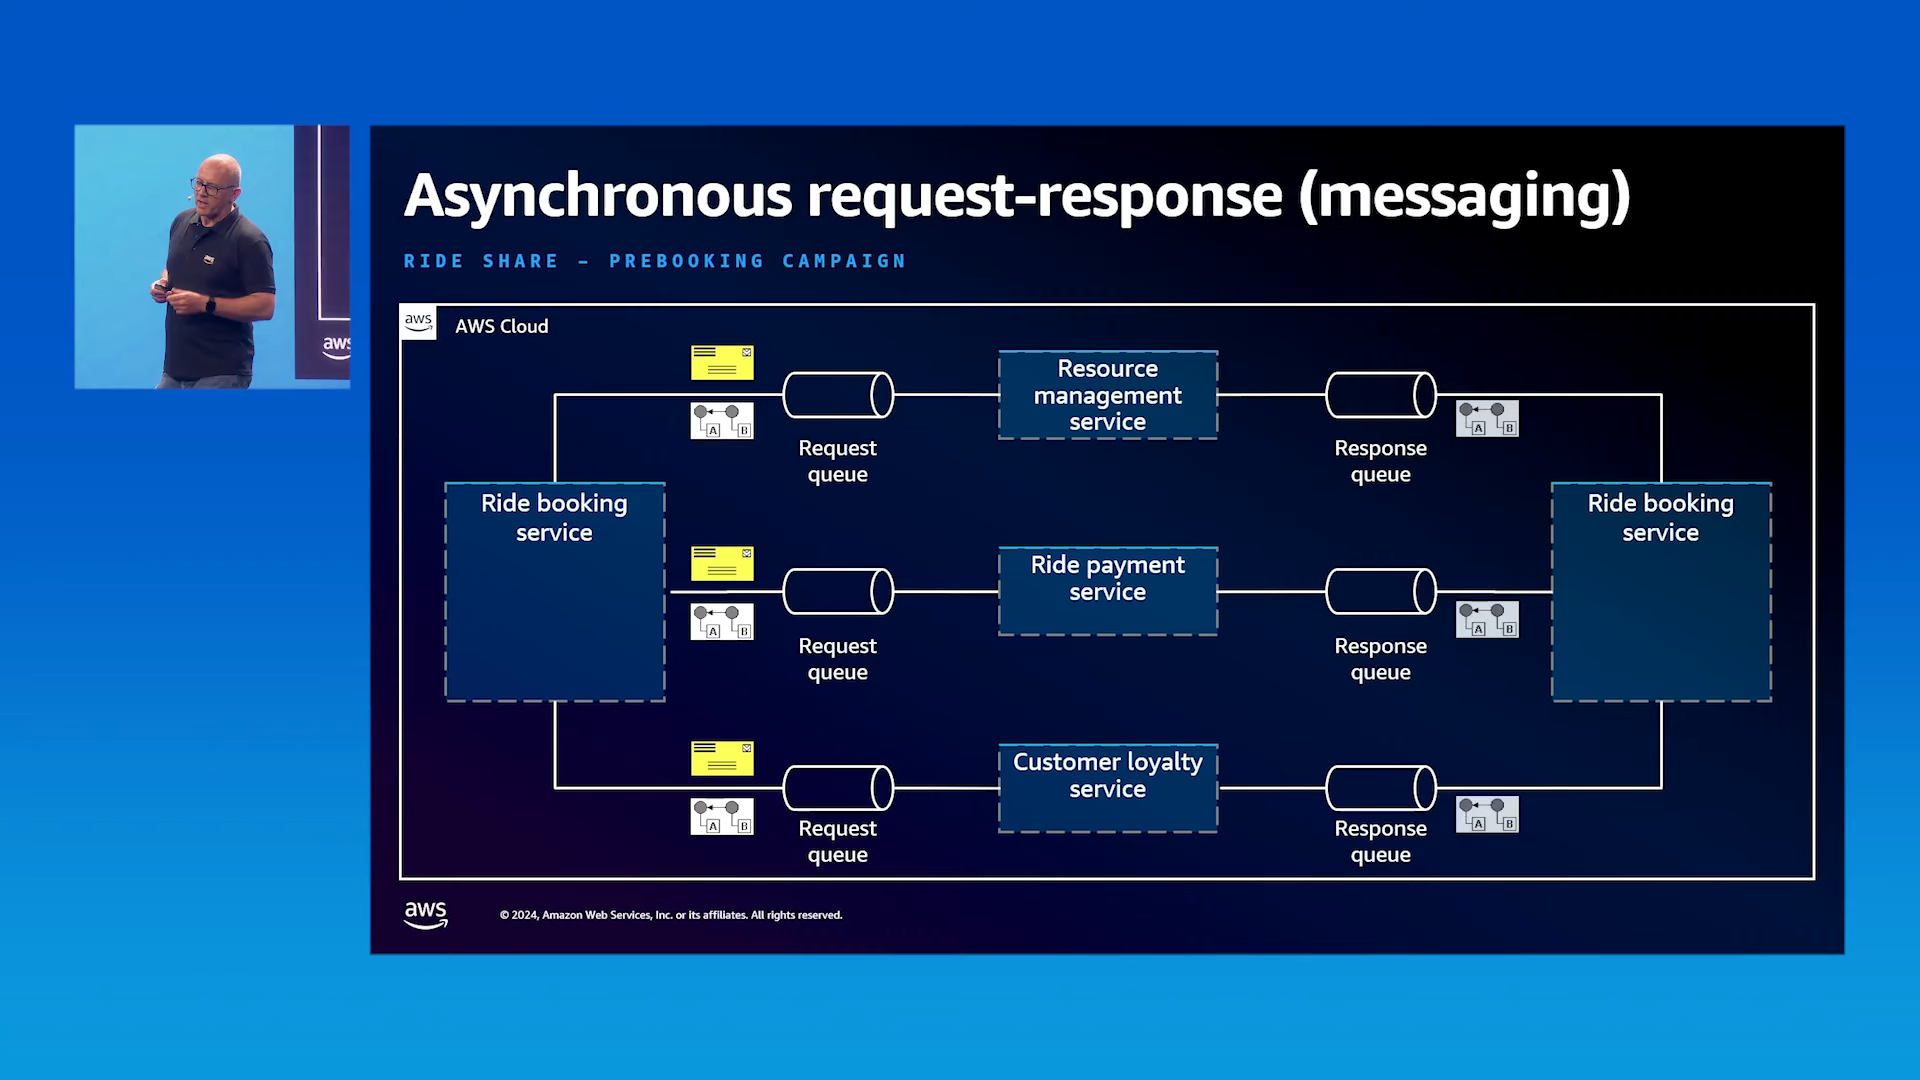 Asynchronous request-response (messaging)
RIDE SHARE – PREBOOKING CAMPAIGN
aws
AWS Cloud
A B
Request
queue
Resource
management
service
Response
queue
A B
Ride booking
service
A B
Request
queue
Ride payment
service
Response
queue
A B
Ride booking
service
A B
Request
queue
Customer loyalty
service
Response
queue
A B
aws
© 2024, Amazon Web Services, Inc. or its affiliates. All rights reserved.
aws
aws